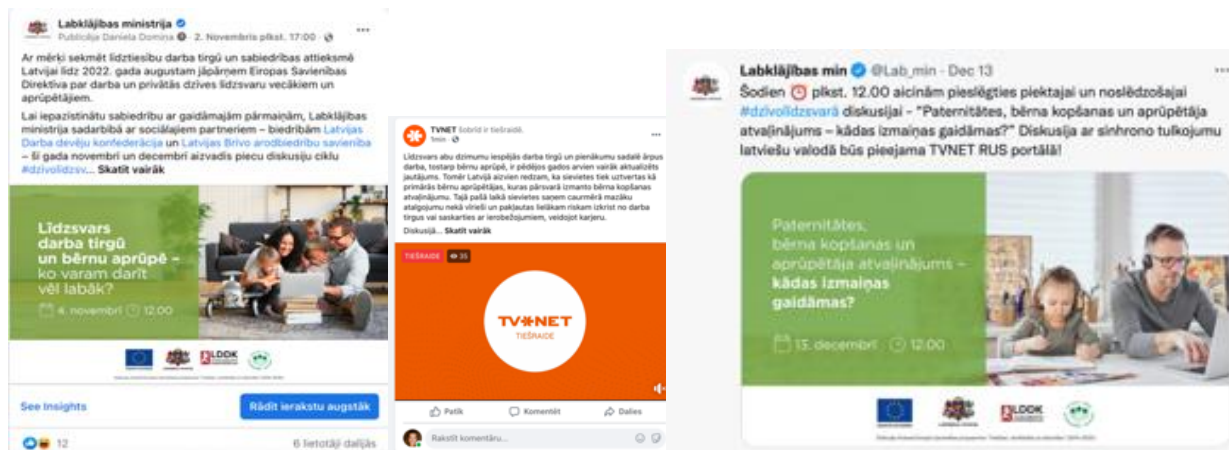 Labklājības ministrija
Publicēja Daniela Domiņa · 2. Novembris plkst. 17:00 ·
Ar mērķi sekmēt līdztiesību darba tirgū un sabiedrības attieksmē
Latvijai līdz 2022. gada augustam jāpārņem Eiropas Savienības
Direktīva par darba un privātās dzīves līdzsvaru vecākiem un
aprūpētājiem.
Lai iepazīstinātu sabiedrību ar gaidāmajām pārmaiņām, Labklājības
ministrija sadarbībā ar sociālajiem partneriem – biedrībām Latvijas
Darba devēju konfederācija un Latvijas Brīvo arodbiedrību savienība
– šī gada novembrī un decembrī aizvadīs piecu diskusiju ciklu
#dzivolidzsv... Skatīt vairāk
Līdzsvars
darba tirgū
un bērnu aprūpē –
ko varam darīt
vēl labāk?
4. novembrī 12.00
LDDK
See Insights
Rādīt ierakstu augstāk
12
6 lietotāji dalījās
TVNET šobrīd ir tiešraidē.
1min ·
Līdzsvars abu dzimumu iespējās darba tirgū un pienākumu sadalē ārpus
darba, tostarp bērnu aprūpē, ir pēdējos gados arvien vairāk aktualizēts
jautājums. Tomēr Latvijā aizvien redzam, ka sievietes tiek uztvertas kā
primārās bērnu aprūpētājas, kuras pārsvarā izmanto bērna kopšanas
atvaļinājumu. Tajā pašā laikā sievietes saņem caurmērā mazāku
atalgojumu nekā vīrieši un pakļautas lielākam riskam izkrist no darba
tirgus vai saskarties ar ierobežojumiem, veidojot karjeru.
Diskusijā... Skatīt vairāk
TIEŠRAIDE 35
TV NET
TIEŠRAIDE
Patīk
Komentēt
Dalies
Rakstīt komentāru...
Labklājības min @Lab_min · Dec 13
Šodien plkst. 12.00 aicinām pieslēgties piektajai un noslēdzošajai
#dzīvolīdzsvarā diskusijai - "Paternitātes, bērna kopšanas un aprūpētāja
atvaļinājums – kādas izmaiņas gaidāmas?" Diskusija ar sinhrono tulkojumu
latviešu valodā būs pieejama TVNET RUS portālā!
Paternitātes,
bērna kopšanas un
aprūpētāja atvaļinājums –
kādas izmaiņas
gaidāmas?
13. decembrī 12.00
LDDK